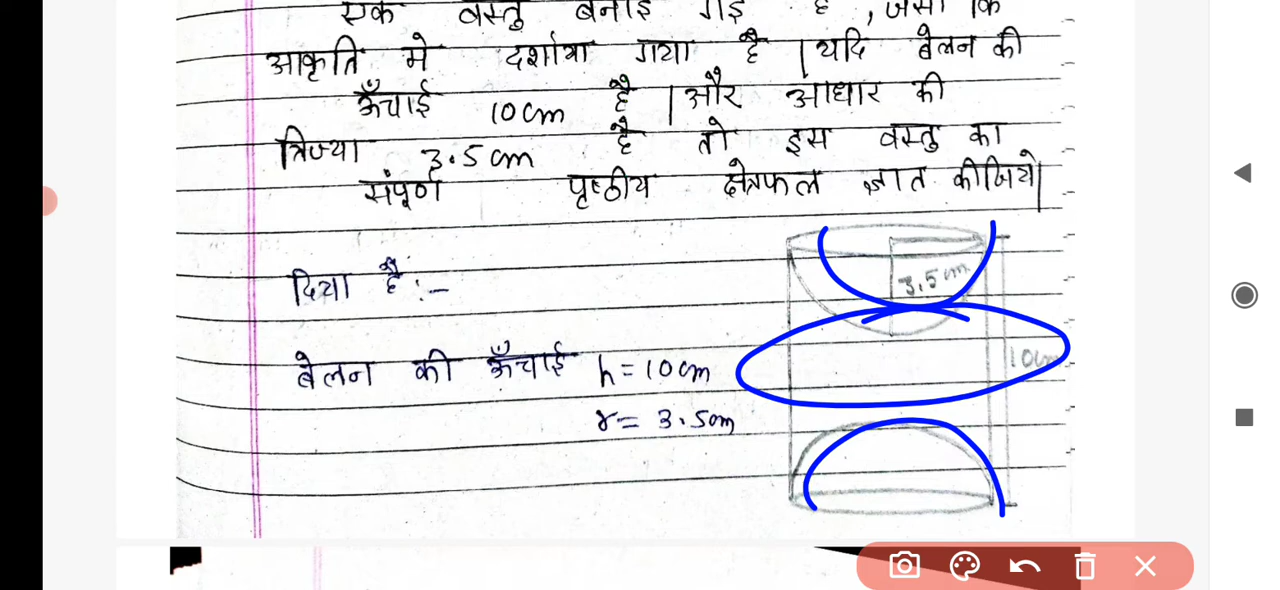 एक वस्तु बनाई गई है , जैसा कि
आकृति मे दर्शाया गया है | यदि बेलन की
ऊँचाई 10cm है | और आधार की
त्रिज्या 3.5cm है तो इस वस्तु का
संपूर्ण पृष्ठीय क्षेत्रफल ज्ञात कीजिये|
दिया है :-
3.5cm
बेलन की ऊँचाई h = 10cm
10cm
r = 3.5cm